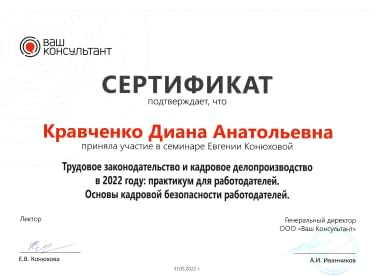 ВАШ
КОНСУЛЬТАНТ
СЕРТИФИКАТ
подтверждает, что
Кравченко Диана Анатольевна
приняла участие в семинаре Евгении Конюховой
Трудовое законодательство и кадровое делопроизводство
в 2022 году: практикум для работодателей.
Основы кадровой безопасности работодателей.
Лектор
Генеральный директор
ООО «Ваш Консультант»
Е.В. Конюхова
А.И. Иванников
31.05.2022 г.